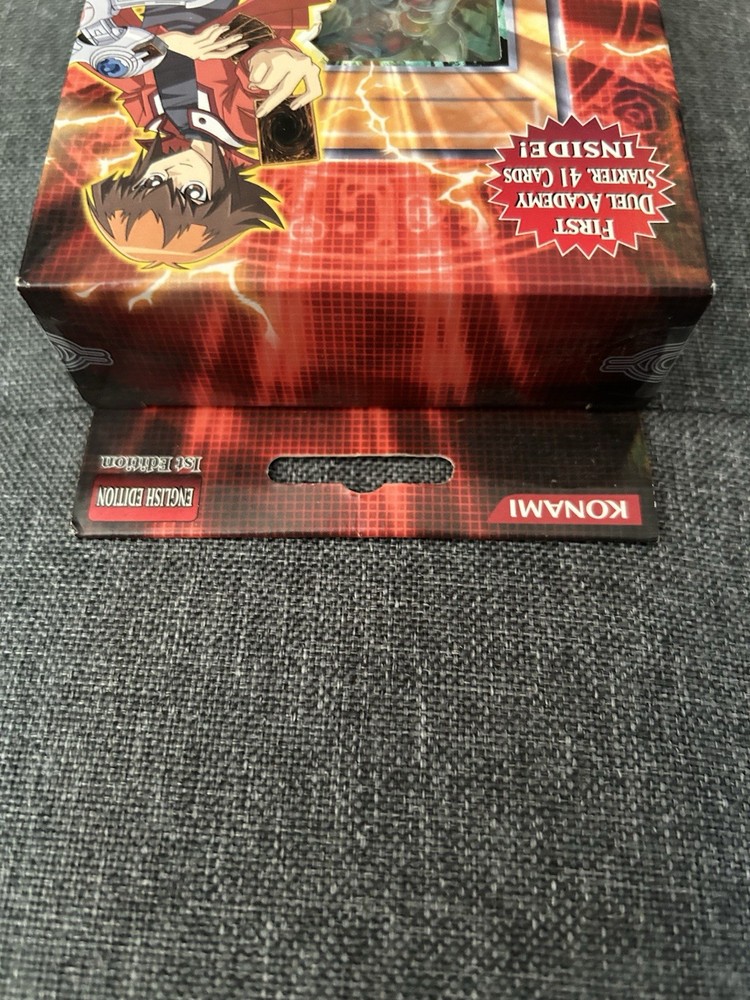 KONAMI
ENGLISH EDITION
1st Edition
FIRST
DUEL ACADEMY
STARTER. 41 CARDS
INSIDE!